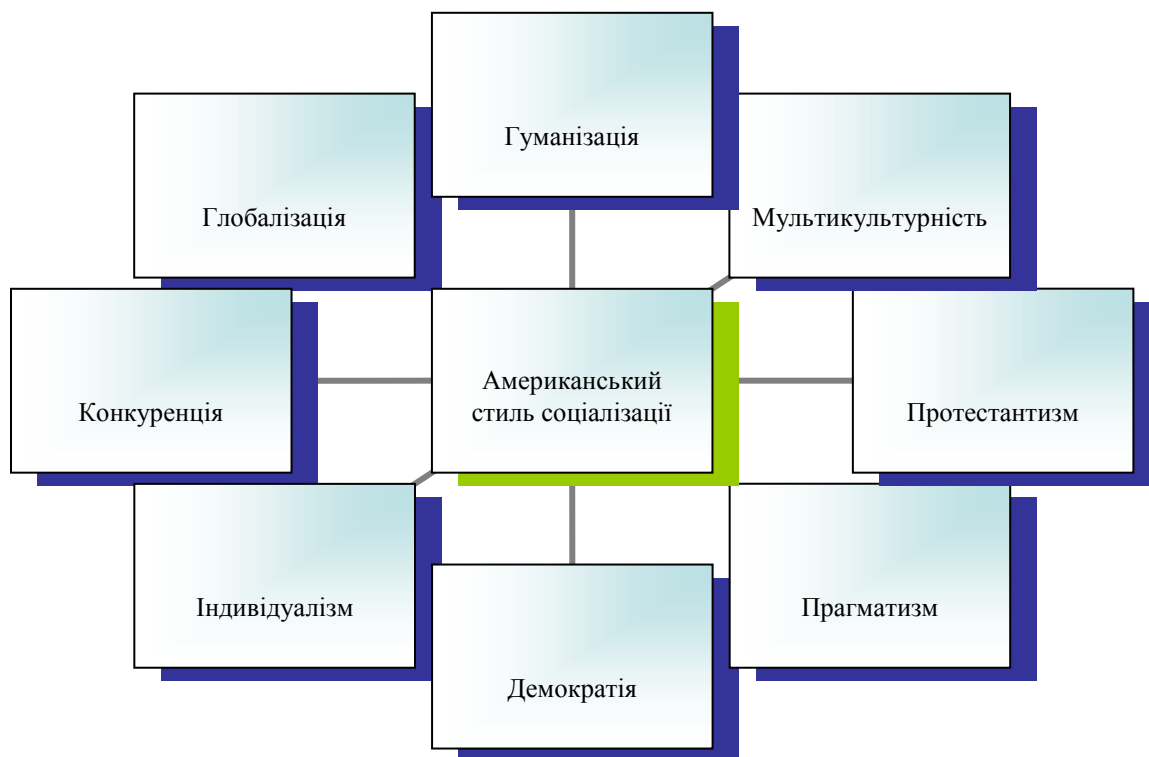 Гуманізація
Глобалізація
Мультикультурність
Конкуренція
Американський
стиль соціалізації
Протестантизм
Індивідуалізм
Прагматизм
Демократія